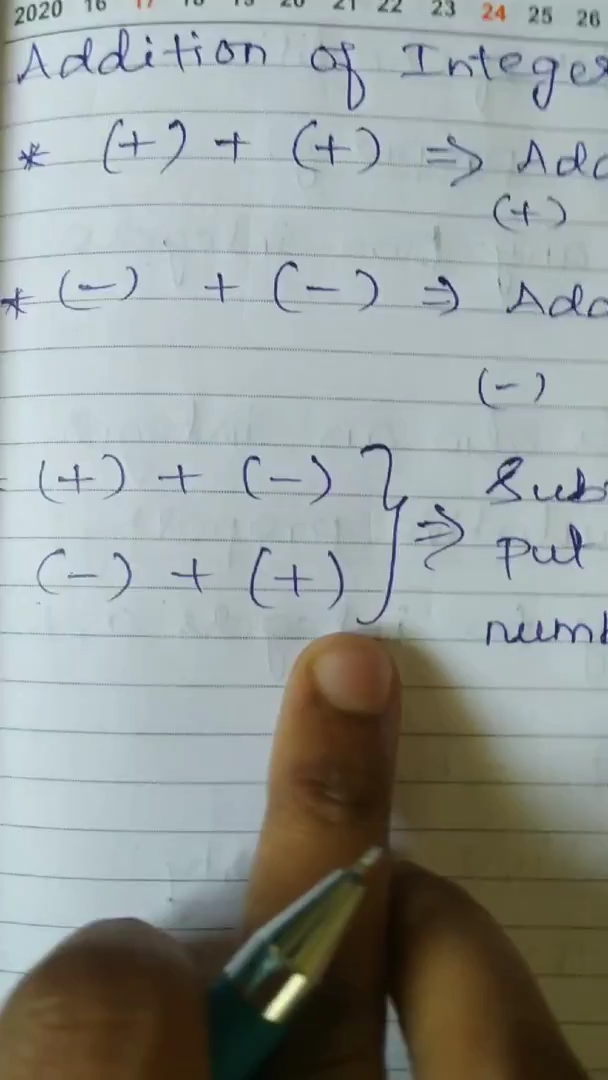 2020 16 17 18 19 20 21 22 23 24 25 26
Addition of Intege
* (+) + (+) ⇒ Add
(+)
* (-) + (-) ⇒ Add
(-)
(+) + (-) } ⇒ Sub
(-) + (+) put
num